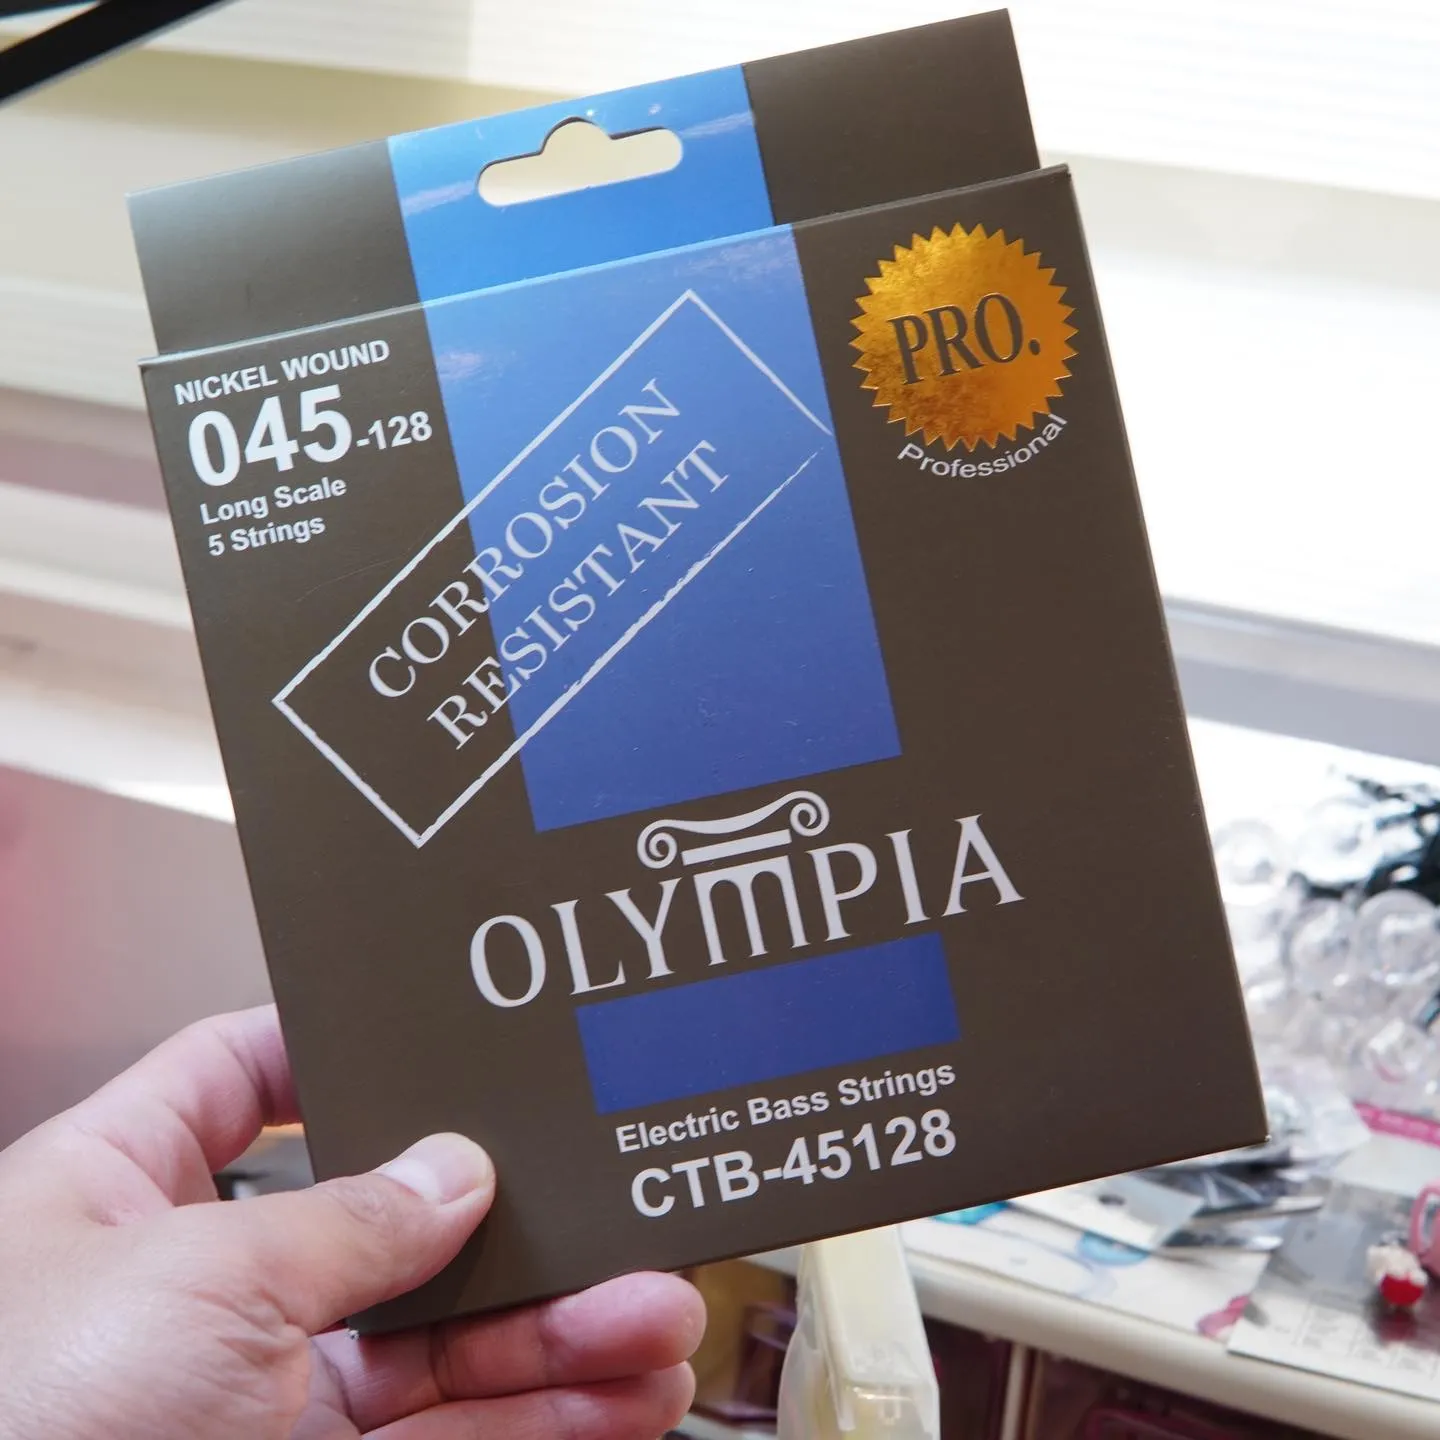 NICKEL WOUND
045-128
Long Scale
5 Strings
PRO.
Professional
CORROSION
RESISTANT
OLYMPIA
Electric Bass Strings
CTB-45128